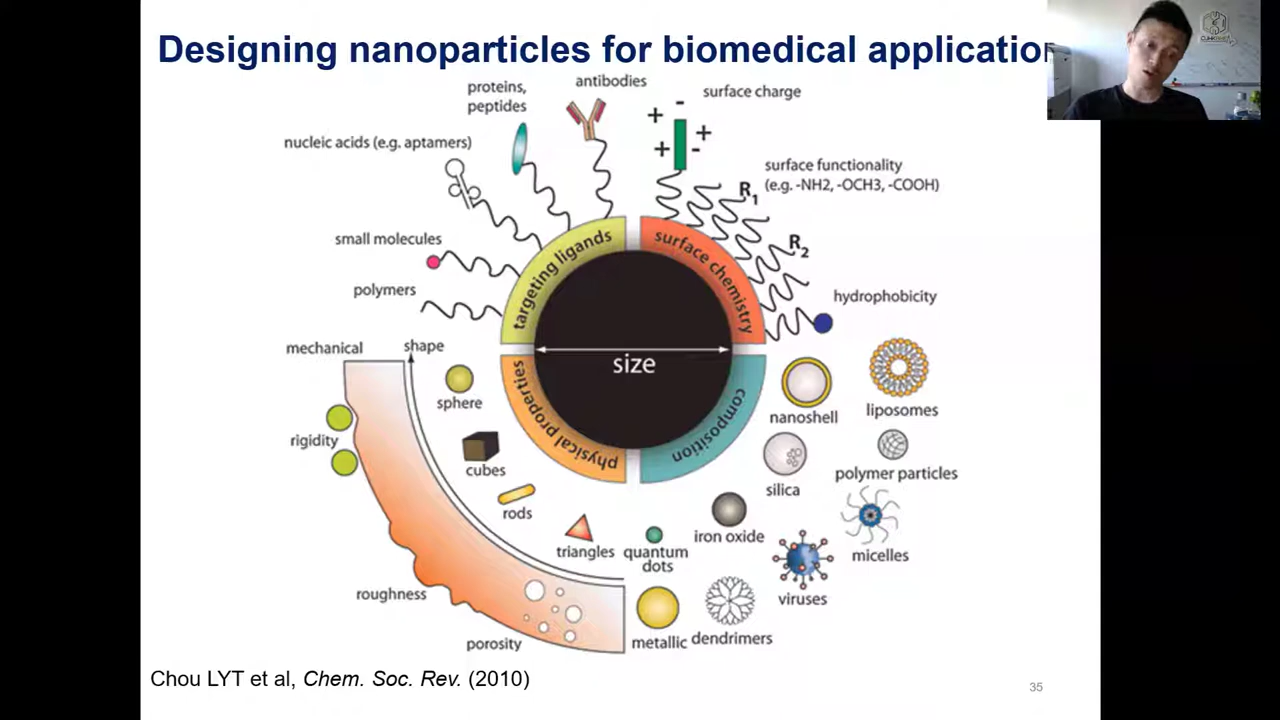 Designing nanoparticles for biomedical application
proteins,
peptides
antibodies
surface charge
+
-
+
+
-
nucleic acids (e.g. aptamers)
surface functionality
(e.g. -NH2, -OCH3, -COOH)
R1
R2
small molecules
polymers
hydrophobicity
targeting ligands
surface chemistry
size
physical properties
composition
mechanical
shape
sphere
cubes
rods
triangles
quantum
dots
rigidity
roughness
porosity
nanoshell
liposomes
silica
polymer particles
iron oxide
micelles
viruses
metallic
dendrimers
Chou LYT et al, Chem. Soc. Rev. (2010)
35